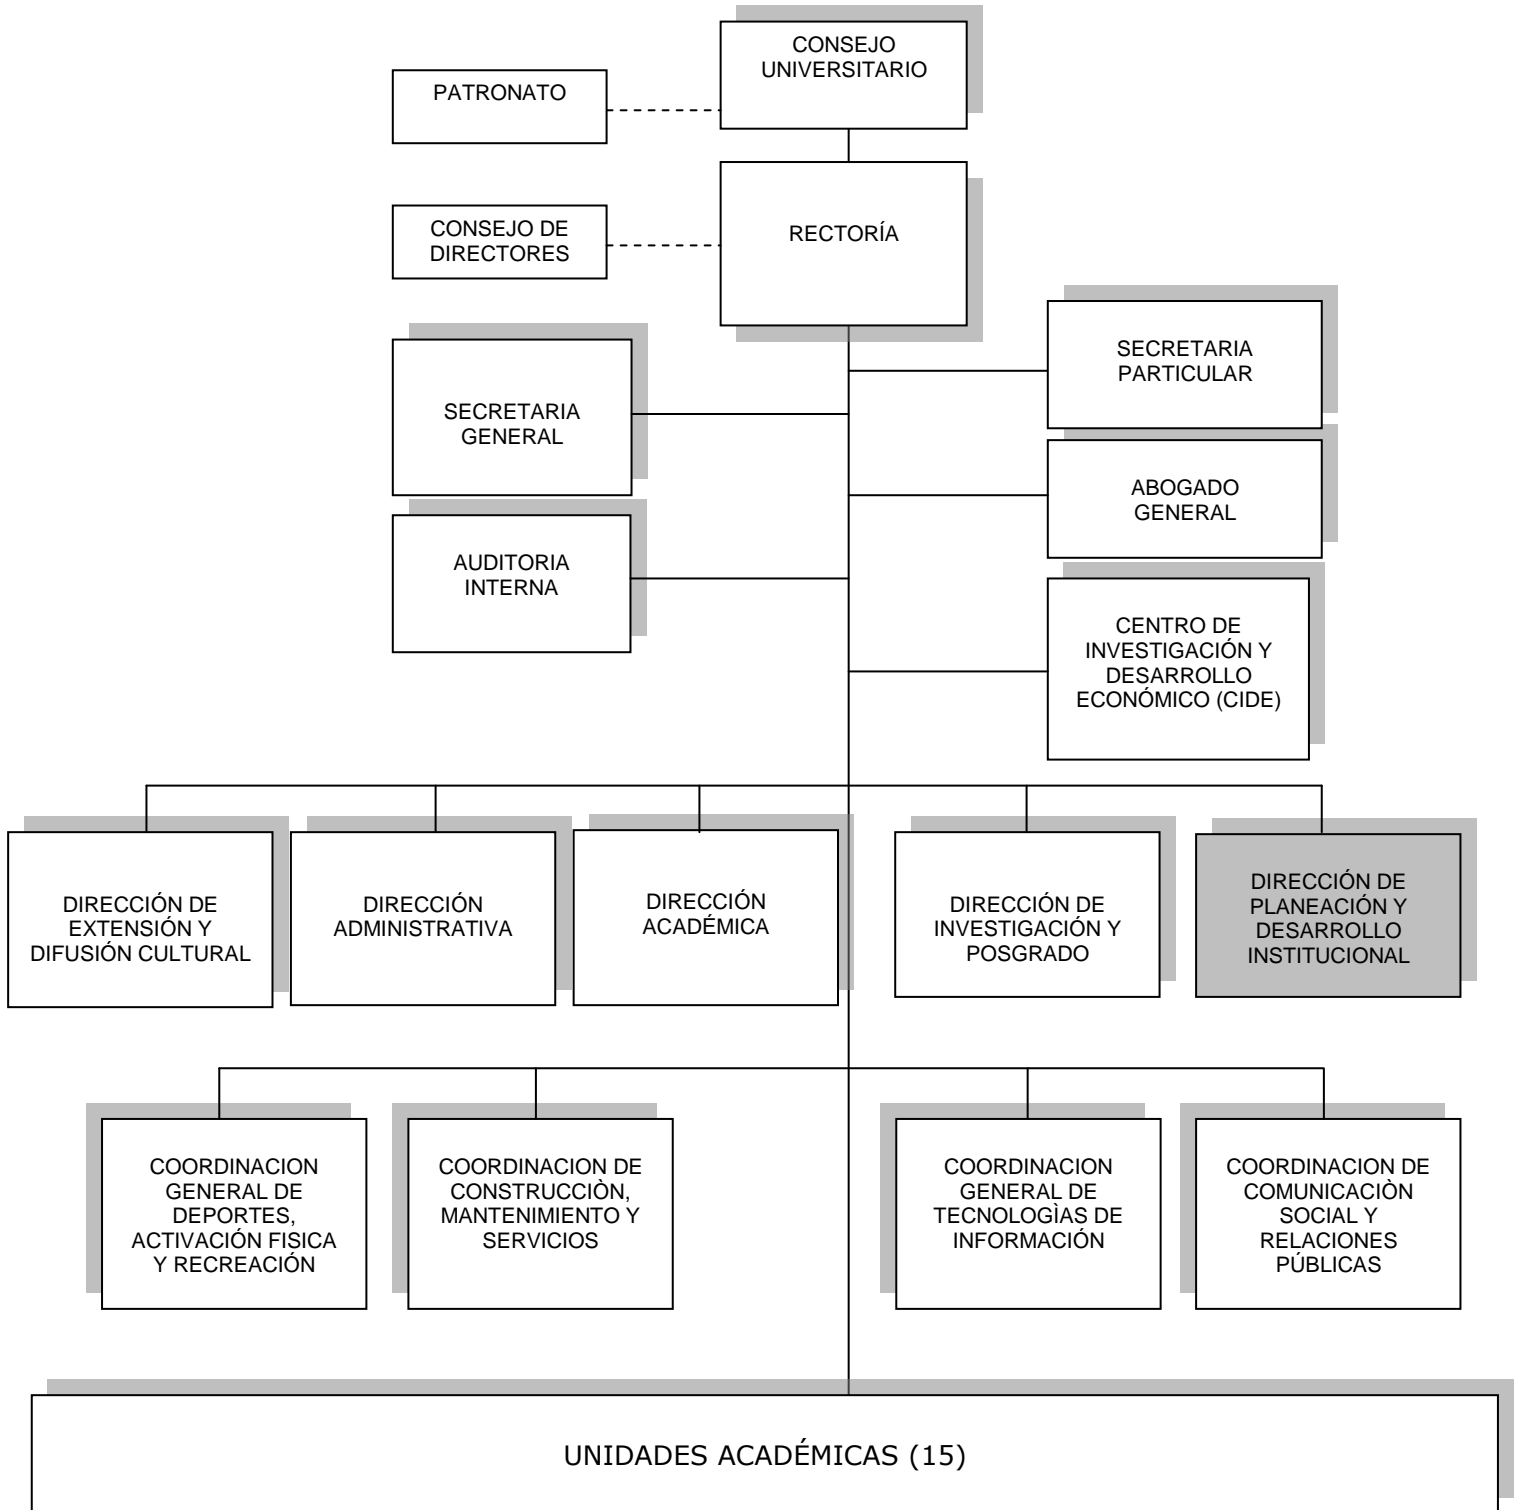 CONSEJO
UNIVERSITARIO
PATRONATO
CONSEJO DE
DIRECTORES
RECTORÍA
SECRETARIA
PARTICULAR
SECRETARIA
GENERAL
ABOGADO
GENERAL
AUDITORIA
INTERNA
CENTRO DE
INVESTIGACIÓN Y
DESARROLLO
ECONÓMICO (CIDE)
DIRECCIÓN DE
EXTENSIÓN Y
DIFUSIÓN CULTURAL
DIRECCIÓN
ADMINISTRATIVA
DIRECCIÓN
ACADÉMICA
DIRECCIÓN DE
INVESTIGACIÓN Y
POSGRADO
DIRECCIÓN DE
PLANEACIÓN Y
DESARROLLO
INSTITUCIONAL
COORDINACION
GENERAL DE
DEPORTES,
ACTIVACIÓN FISICA
Y RECREACIÓN
COORDINACION DE
CONSTRUCCIÒN,
MANTENIMIENTO Y
SERVICIOS
COORDINACION
GENERAL DE
TECNOLOGÌAS DE
INFORMACIÓN
COORDINACION DE
COMUNICACIÒN
SOCIAL Y
RELACIONES
PÚBLICAS
UNIDADES ACADÉMICAS (15)